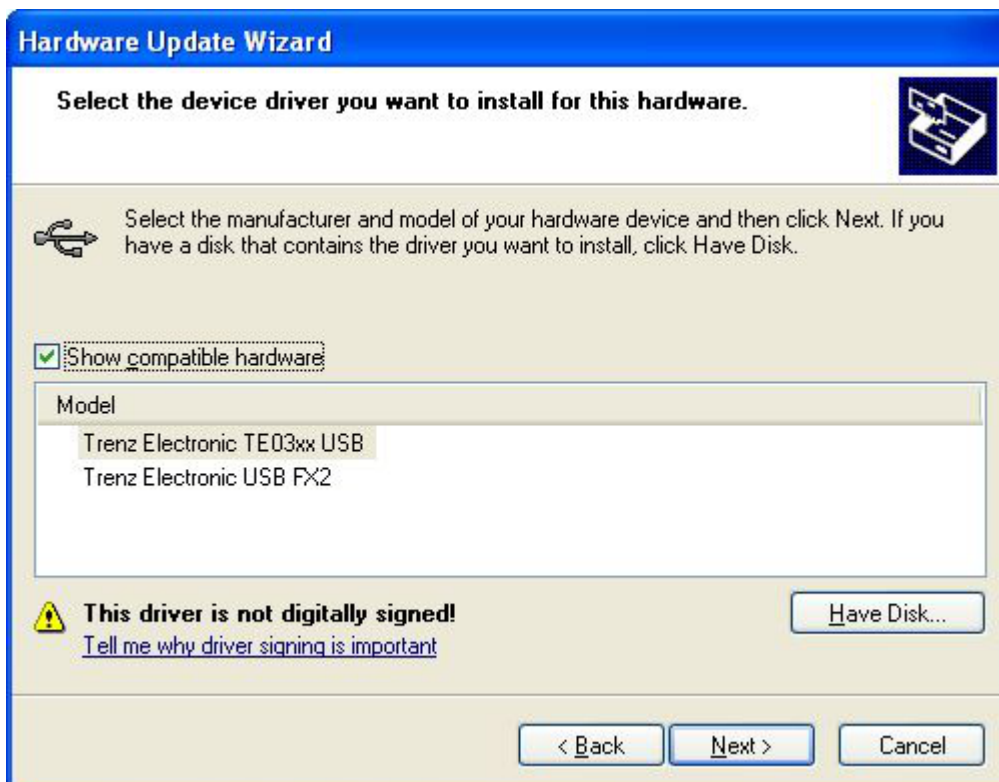 Hardware Update Wizard
Select the device driver you want to install for this hardware.
Select the manufacturer and model of your hardware device and then click Next. If you
have a disk that contains the driver you want to install, click Have Disk.
Show compatible hardware
Model
Trenz Electronic TE03xx USB
Trenz Electronic USB FX2
This driver is not digitally signed!
Have Disk...
Tell me why driver signing is important
< Back Next > Cancel